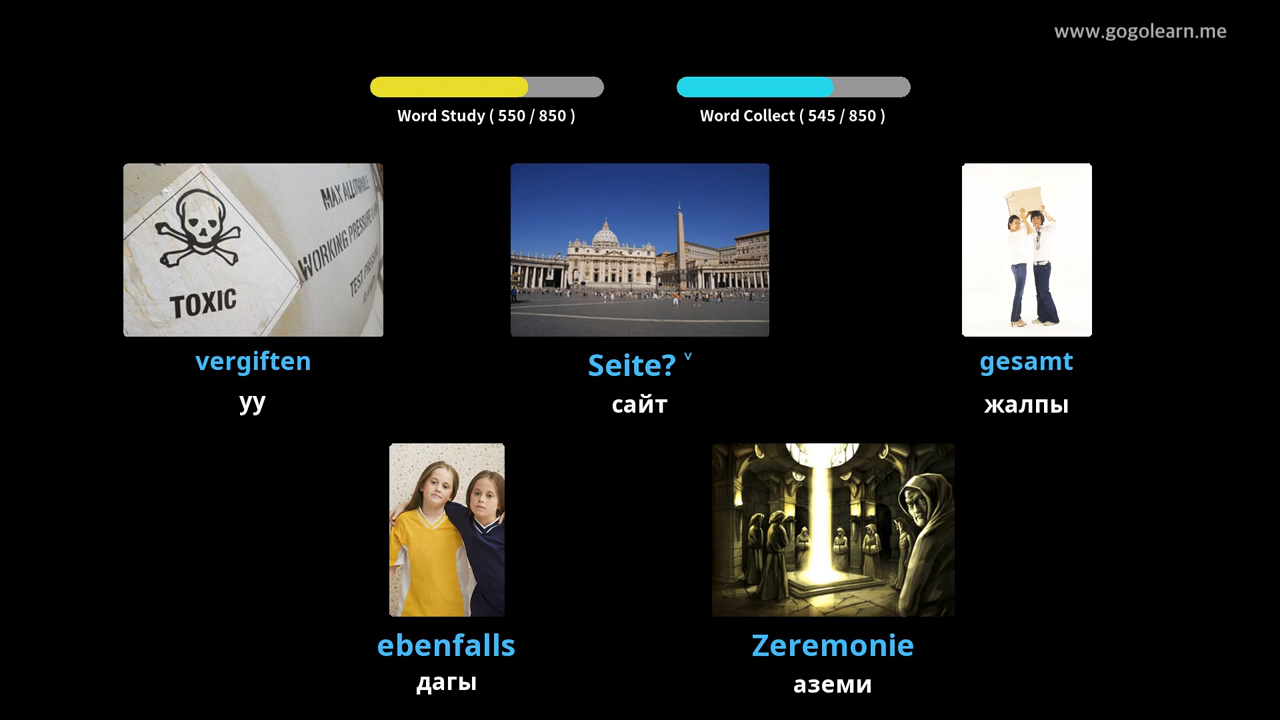 www.gogolearn.me
Word Study ( 550 / 850 )
Word Collect ( 545 / 850 )
TOXIC
MAX ALLOWABLE
WORKING PRESSURE
TEST
vergiften
уу
Seite? ᵛ
сайт
gesamt
жалпы
ebenfalls
дагы
Zeremonie
аземи